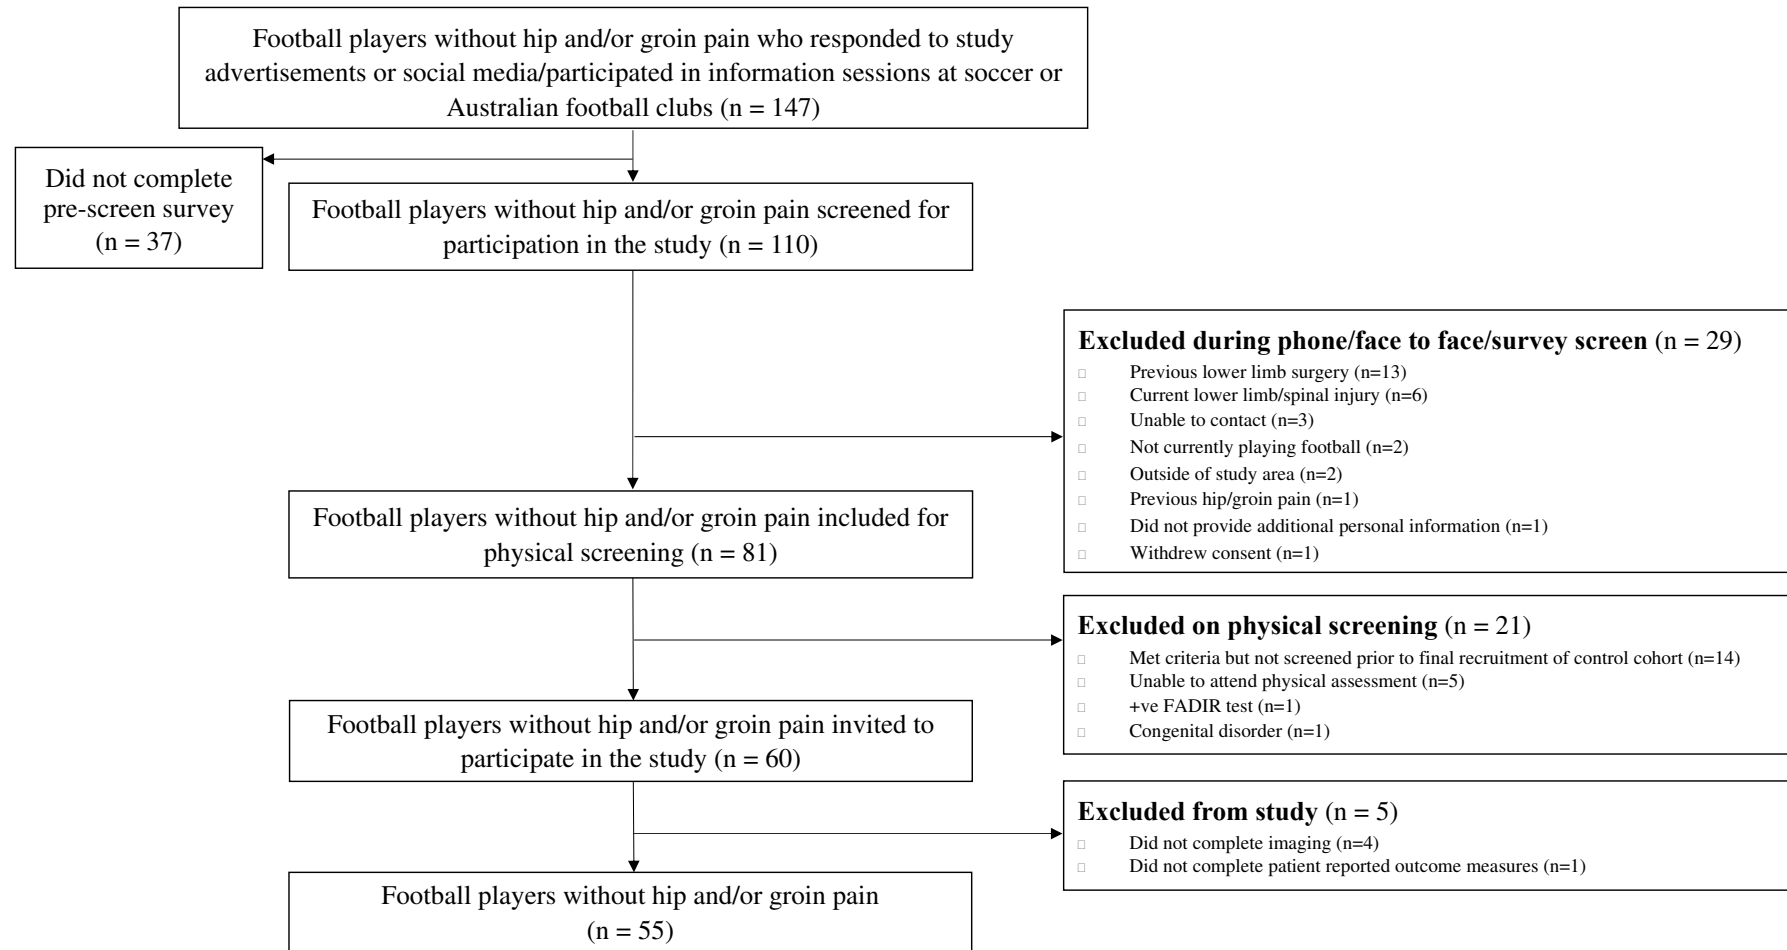 Football players without hip and/or groin pain who responded to study
advertisements or social media/participated in information sessions at soccer or
Australian football clubs (n = 147)
Did not complete
pre-screen survey
(n = 37)
Football players without hip and/or groin pain screened for
participation in the study (n = 110)
Excluded during phone/face to face/survey screen (n = 29)
Previous lower limb surgery (n=13)
Current lower limb/spinal injury (n=6)
Unable to contact (n=3)
Not currently playing football (n=2)
Outside of study area (n=2)
Previous hip/groin pain (n=1)
Did not provide additional personal information (n=1)
Withdrew consent (n=1)
Football players without hip and/or groin pain included for
physical screening (n = 81)
Excluded on physical screening (n = 21)
Met criteria but not screened prior to final recruitment of control cohort (n=14)
Unable to attend physical assessment (n=5)
+ve FADIR test (n=1)
Congenital disorder (n=1)
Football players without hip and/or groin pain invited to
participate in the study (n = 60)
Excluded from study (n = 5)
Did not complete imaging (n=4)
Did not complete patient reported outcome measures (n=1)
Football players without hip and/or groin pain
(n = 55)